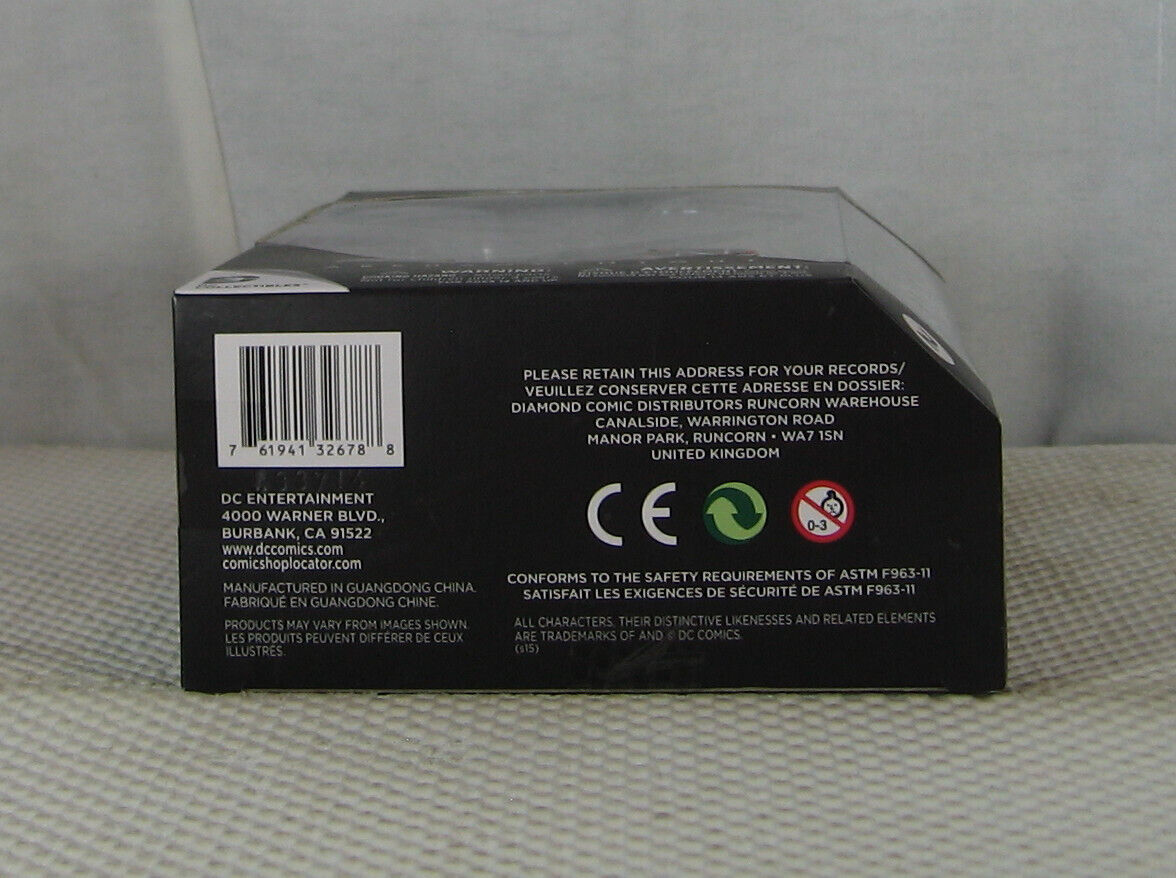 WARNING:
AVERTISSEMENT:
COLLECTIBLES™
7 61941 32678 8
DC ENTERTAINMENT
4000 WARNER BLVD.,
BURBANK, CA 91522
www.dccomics.com
comicshoplocator.com
MANUFACTURED IN GUANGDONG CHINA.
FABRIQUÉ EN GUANGDONG CHINE.
PRODUCTS MAY VARY FROM IMAGES SHOWN.
LES PRODUITS PEUVENT DIFFÉRER DE CEUX
ILLUSTRÉS.
PLEASE RETAIN THIS ADDRESS FOR YOUR RECORDS/
VEUILLEZ CONSERVER CETTE ADRESSE EN DOSSIER:
DIAMOND COMIC DISTRIBUTORS RUNCORN WAREHOUSE
CANALSIDE, WARRINGTON ROAD
MANOR PARK, RUNCORN • WA7 1SN
UNITED KINGDOM
CE
0-3
CONFORMS TO THE SAFETY REQUIREMENTS OF ASTM F963-11
SATISFAIT LES EXIGENCES DE SÉCURITÉ DE ASTM F963-11
ALL CHARACTERS, THEIR DISTINCTIVE LIKENESSES AND RELATED ELEMENTS
ARE TRADEMARKS OF AND © DC COMICS.
(s15)